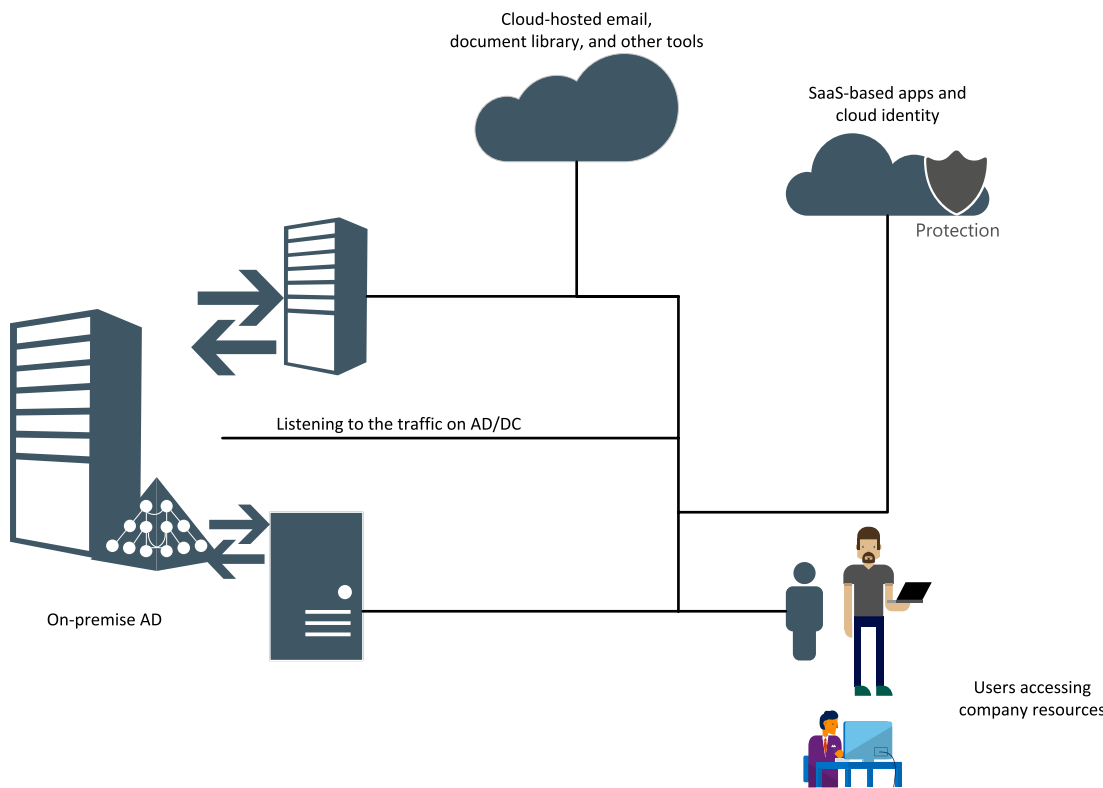 Cloud-hosted email,
document library, and other tools
SaaS-based apps and
cloud identity
Protection
Listening to the traffic on AD/DC
On-premise AD
Users accessing
company resources